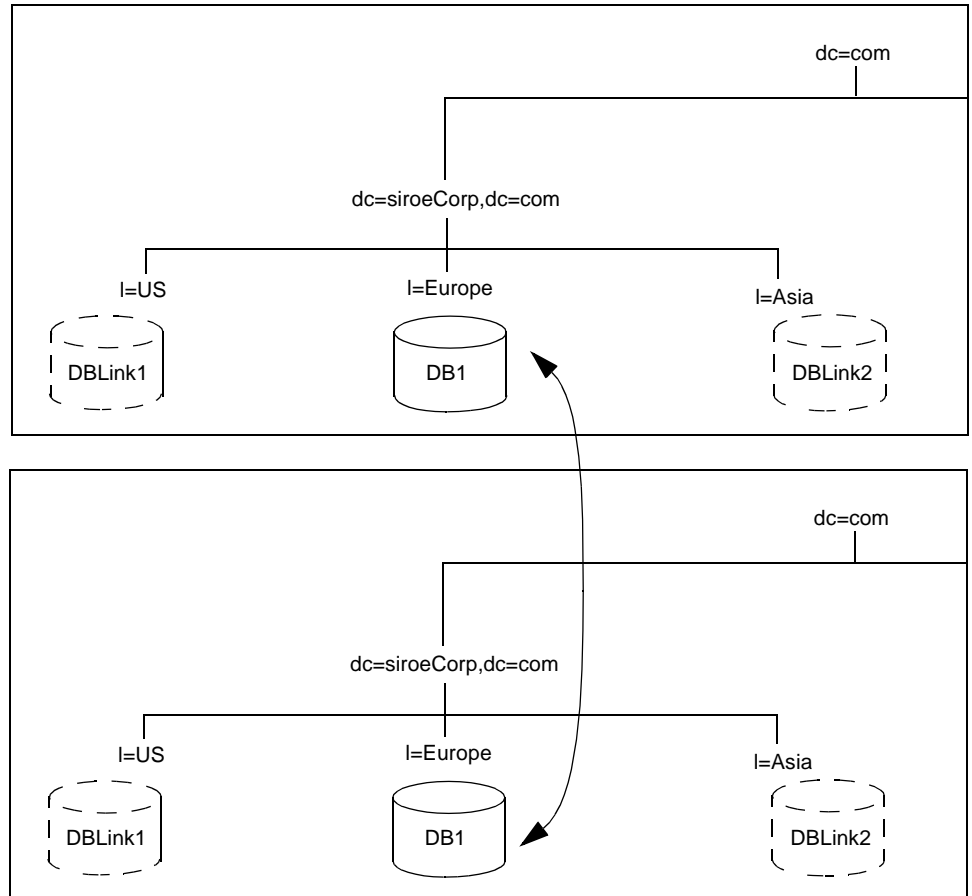 dc=com
dc=siroeCorp,dc=com
l=US
l=Europe
l=Asia
DBLink1
DB1
DBLink2
dc=com
dc=siroeCorp,dc=com
l=US
l=Europe
l=Asia
DBLink1
DB1
DBLink2